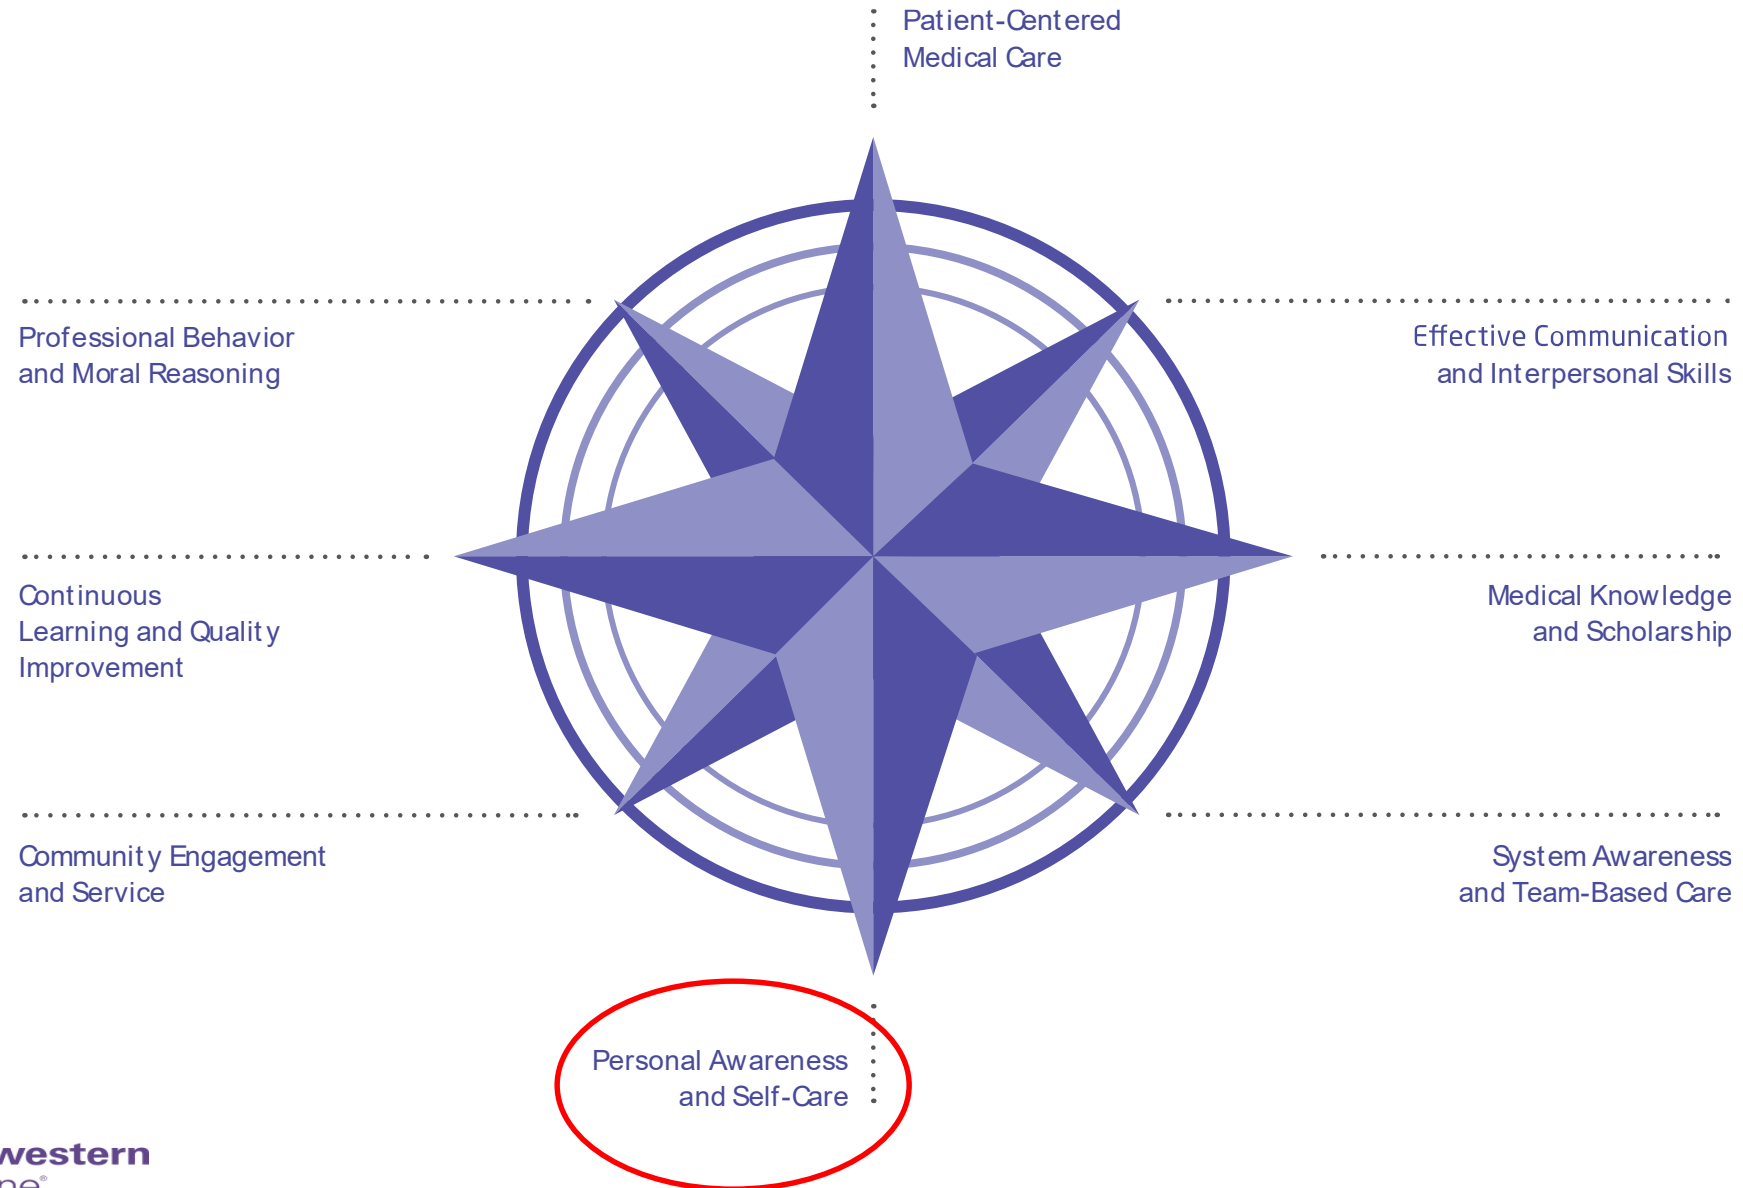 Patient-Centered
Medical Care
Professional Behavior
and Moral Reasoning
Effective Communication
and Interpersonal Skills
Continuous
Learning and Quality
Improvement
Medical Knowledge
and Scholarship
Community Engagement
and Service
System Awareness
and Team-Based Care
Personal Awareness
and Self-Care
western
ne®